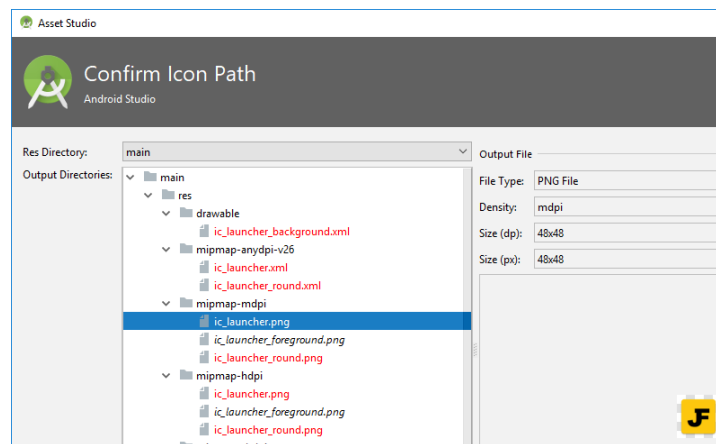 Asset Studio
Confirm Icon Path
Android Studio
Res Directory: main
Output Directories:
main
res
drawable
ic_launcher_background.xml
mipmap-anydpi-v26
ic_launcher.xml
ic_launcher_round.xml
mipmap-mdpi
ic_launcher.png
ic_launcher_foreground.png
ic_launcher_round.png
mipmap-hdpi
ic_launcher.png
ic_launcher_foreground.png
ic_launcher_round.png
Output File
File Type: PNG File
Density: mdpi
Size (dp): 48x48
Size (px): 48x48
JF